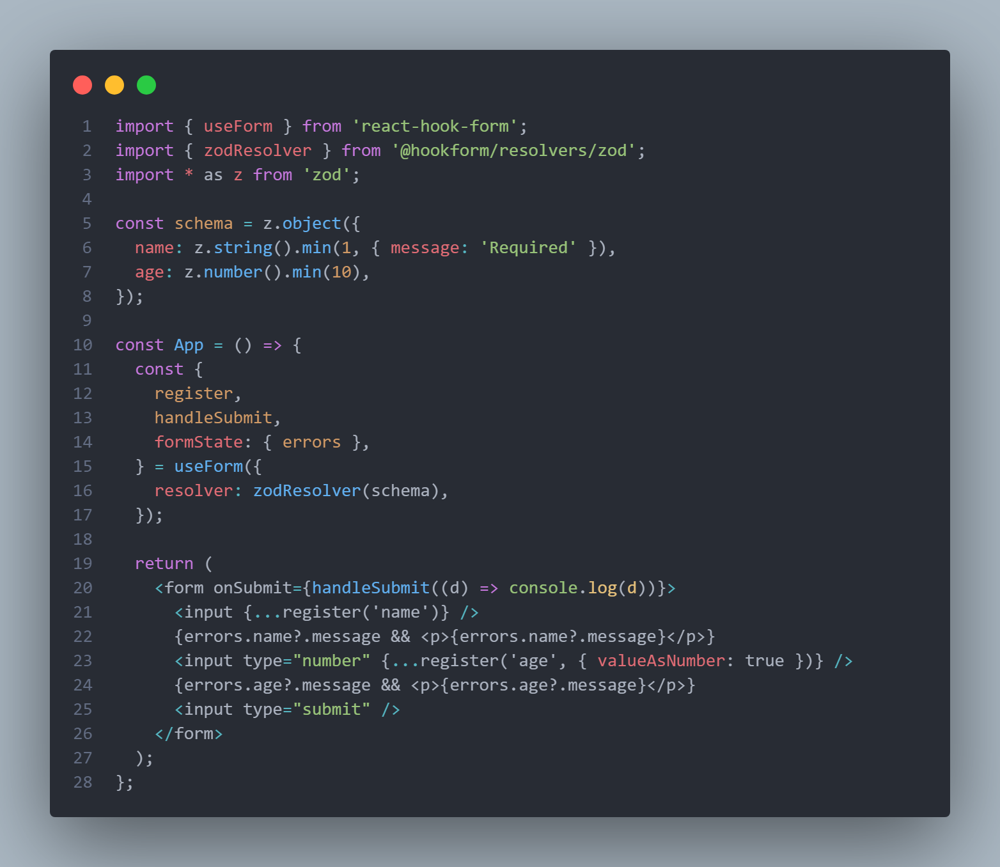 1 import { useForm } from 'react-hook-form';
2 import { zodResolver } from '@hookform/resolvers/zod';
3 import * as z from 'zod';
4
5 const schema = z.object({
6   name: z.string().min(1, { message: 'Required' }),
7   age: z.number().min(10),
8 });
9
10 const App = () => {
11   const {
12     register,
13     handleSubmit,
14     formState: { errors },
15   } = useForm({
16     resolver: zodResolver(schema),
17   });
18
19   return (
20     <form onSubmit={handleSubmit((d) => console.log(d))}>
21       <input {...register('name')} />
22       {errors.name?.message && <p>{errors.name?.message}</p>}
23       <input type="number" {...register('age', { valueAsNumber: true })} />
24       {errors.age?.message && <p>{errors.age?.message}</p>}
25       <input type="submit" />
26     </form>
27   );
28 };